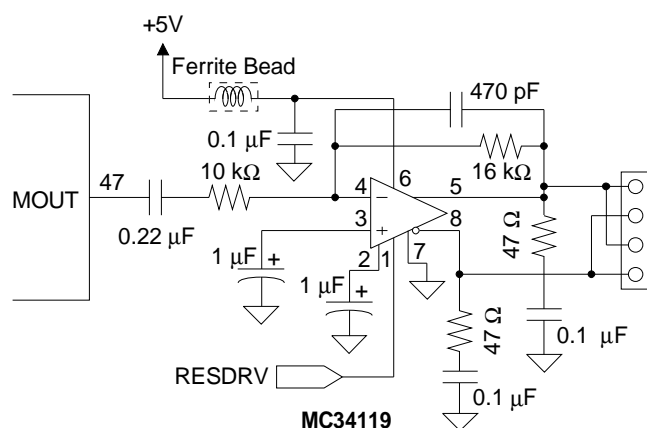 +5V
Ferrite Bead
470 pF
0.1 µF
16 kΩ
47
10 kΩ
MOUT
0.22 µF
4
6
5
−
3
+
8
2
1
7
1 µF
+
1 µF
+
47 Ω
47 Ω
0.1 µF
0.1 µF
RESDRV
MC34119